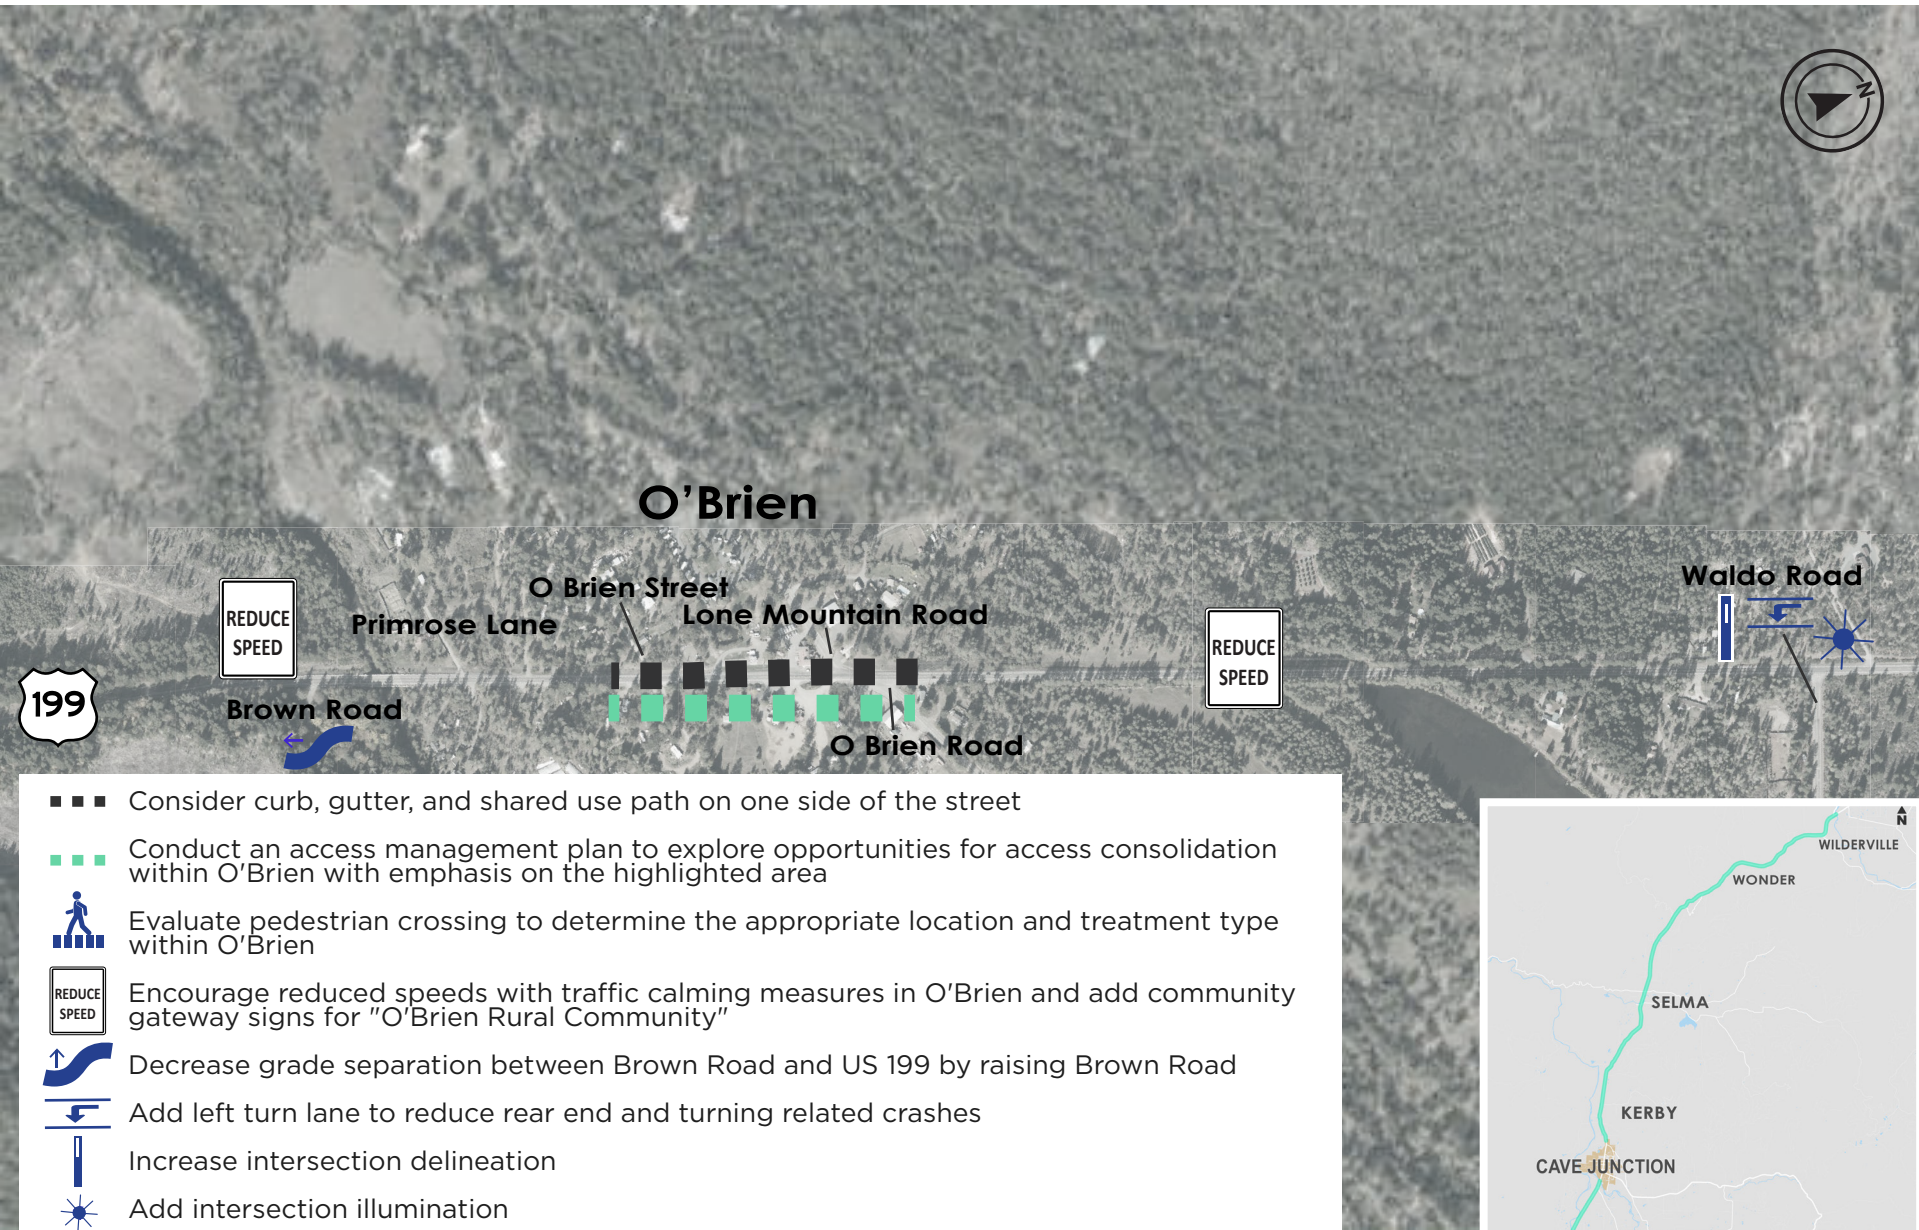 N
O'Brien
O Brien Street
Waldo Road
REDUCE
SPEED
Primrose Lane
Lone Mountain Road
REDUCE
SPEED
199
Brown Road
O Brien Road
Consider curb, gutter, and shared use path on one side of the street
Conduct an access management plan to explore opportunities for access consolidation
within O'Brien with emphasis on the highlighted area
Evaluate pedestrian crossing to determine the appropriate location and treatment type
within O'Brien
REDUCE
SPEED
Encourage reduced speeds with traffic calming measures in O'Brien and add community
gateway signs for "O'Brien Rural Community"
Decrease grade separation between Brown Road and US 199 by raising Brown Road
Add left turn lane to reduce rear end and turning related crashes
Increase intersection delineation
Add intersection illumination
N
WILDERVILLE
WONDER
SELMA
KERBY
CAVE JUNCTION